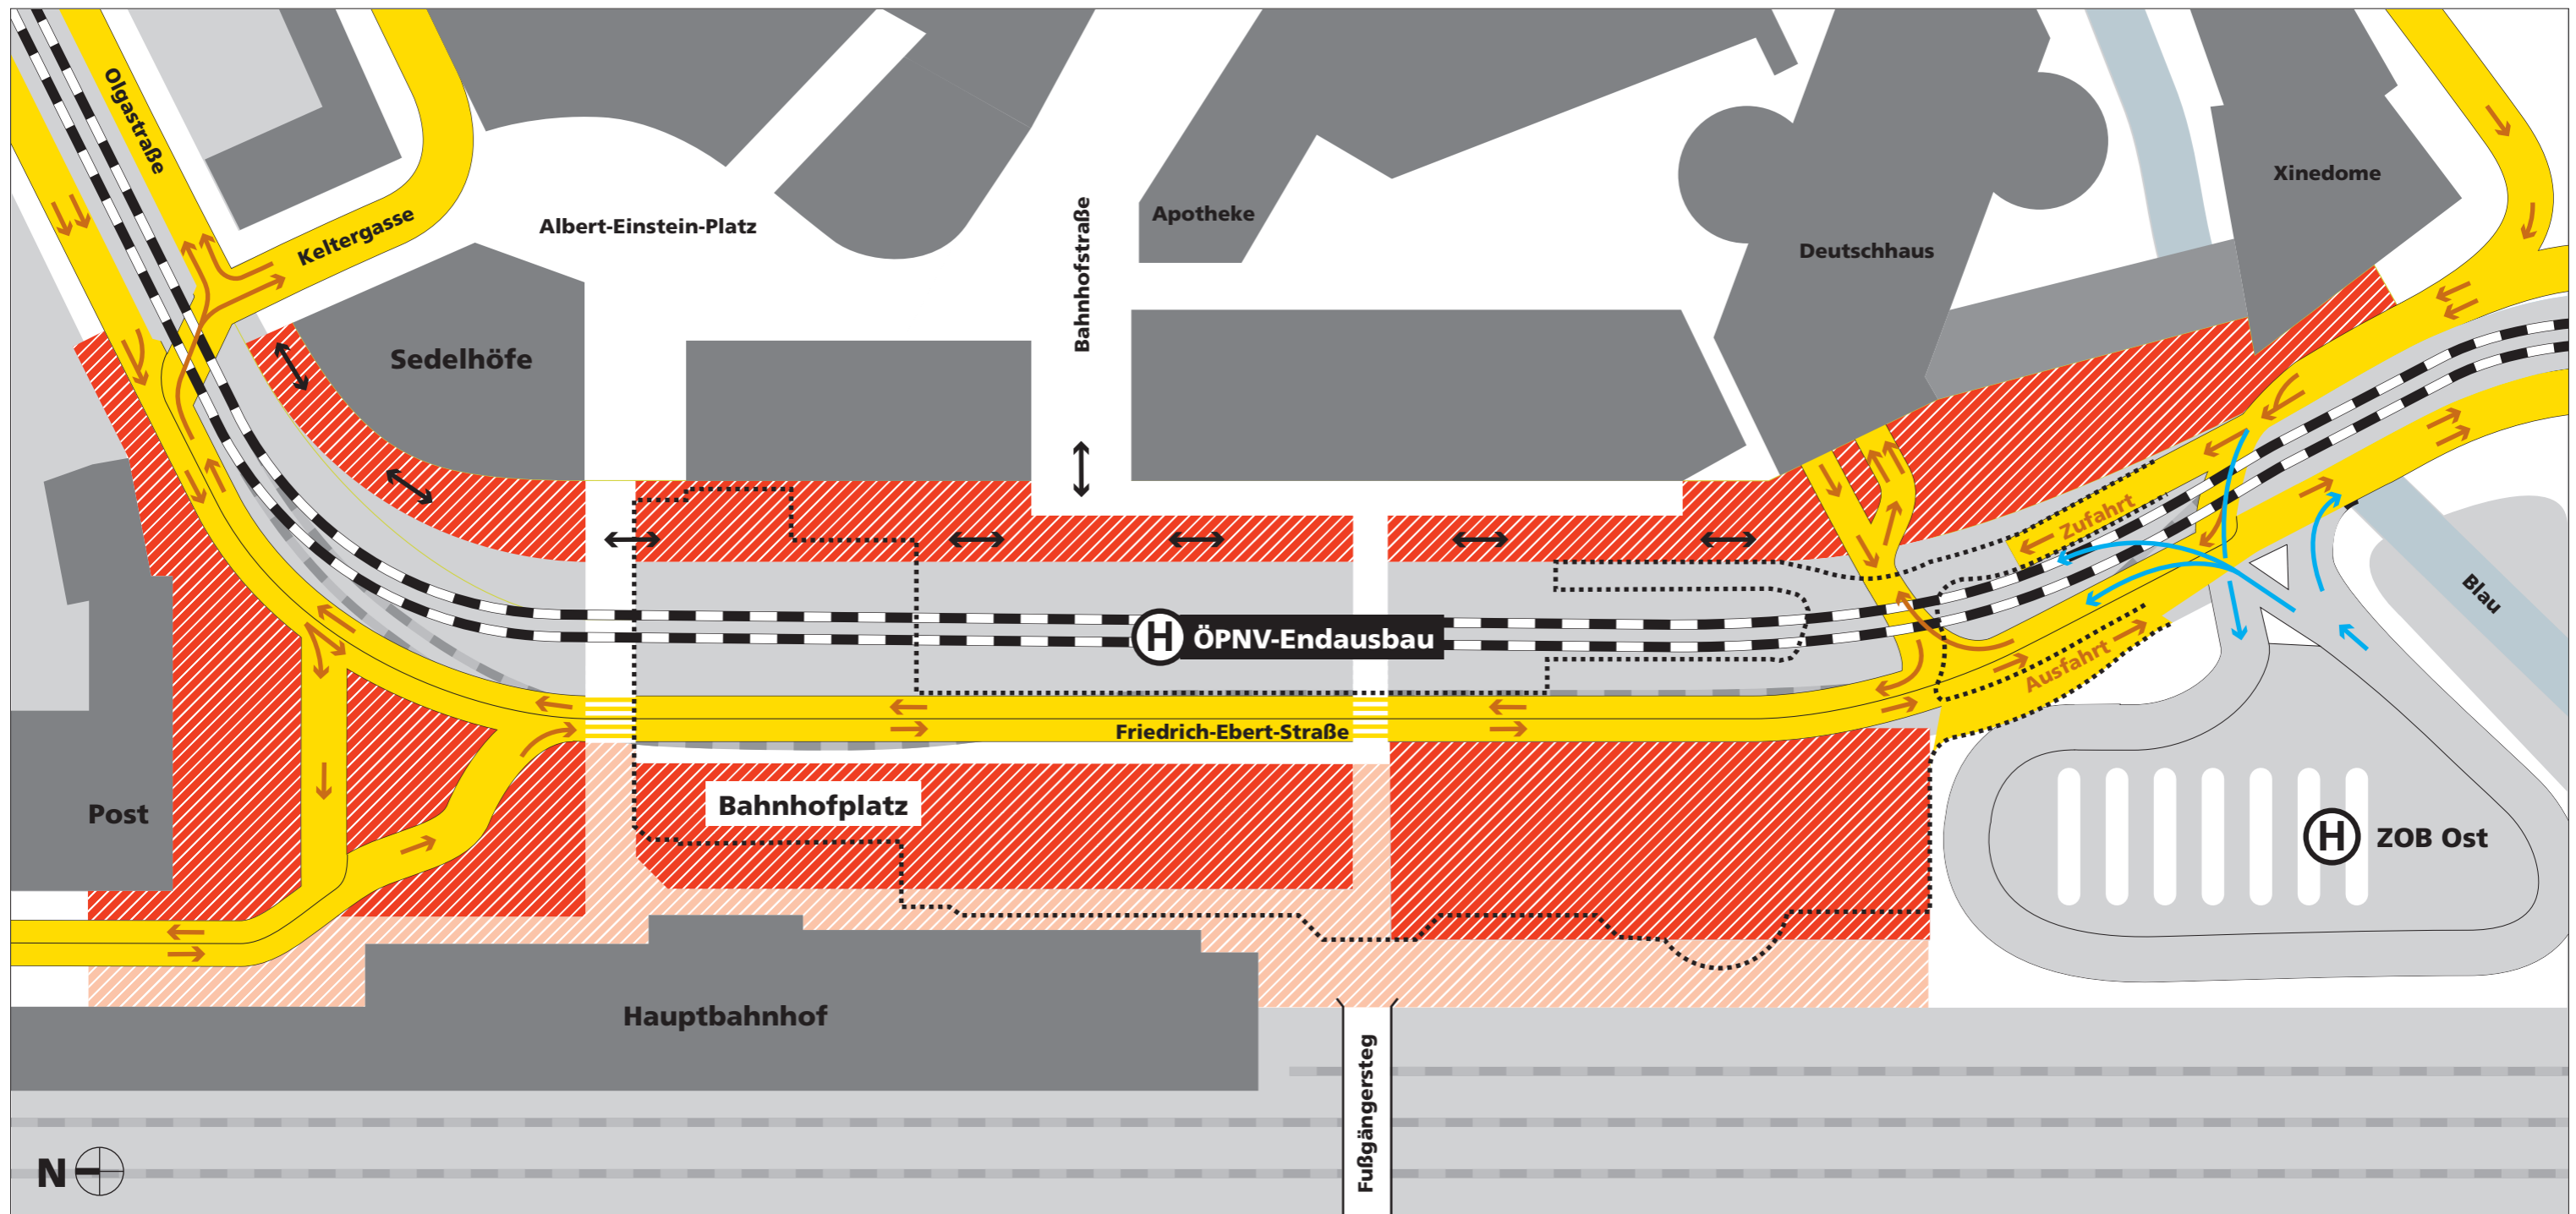 Olgastraße
Keltergasse
Albert-Einstein-Platz
Bahnhofstraße
Apotheke
Deutschhaus
Xinedome
Sedelhöfe
Zufahrt
H ÖPNV-Endausbau
Blau
Ausfahrt
Friedrich-Ebert-Straße
Bahnhofplatz
Post
H ZOB Ost
Hauptbahnhof
Fußgängersteg
N